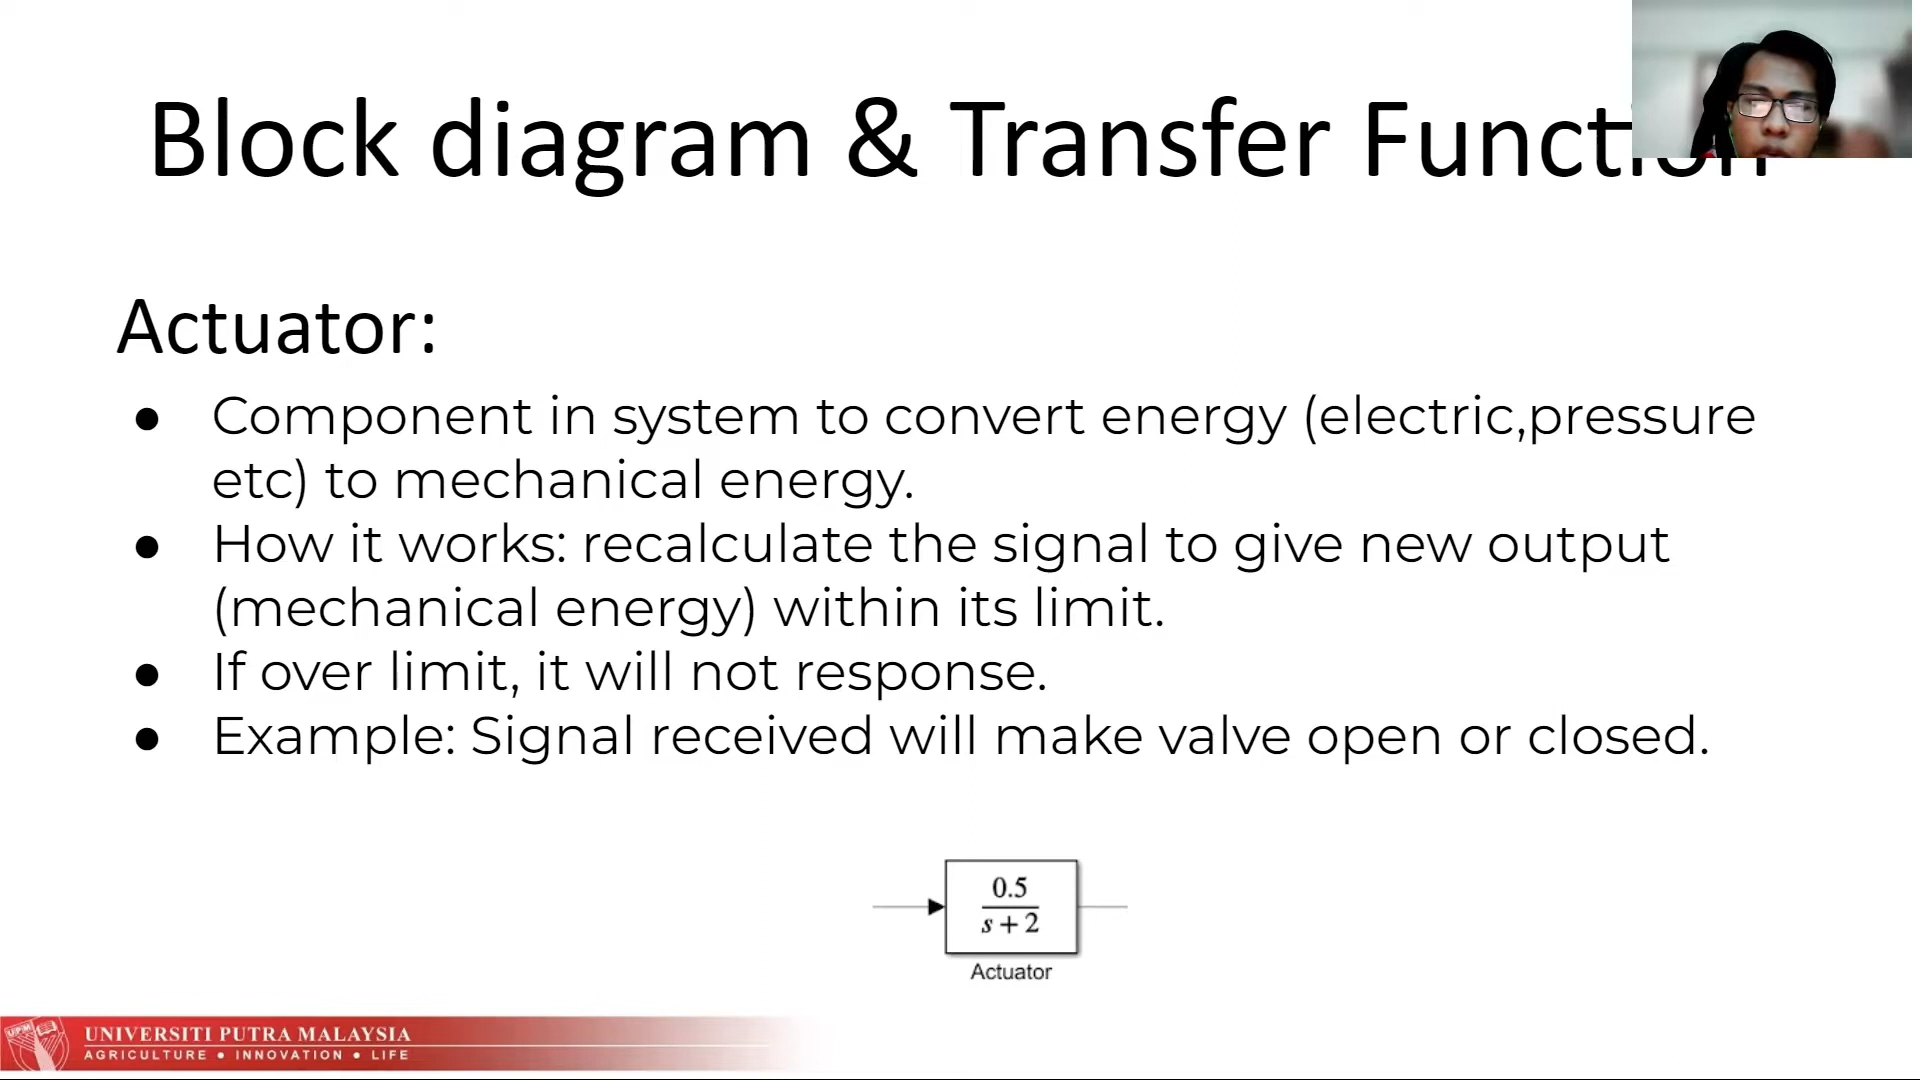 Block diagram & Transfer Function
Actuator:
● Component in system to convert energy (electric,pressure
etc) to mechanical energy.
● How it works: recalculate the signal to give new output
(mechanical energy) within its limit.
● If over limit, it will not response.
● Example: Signal received will make valve open or closed.
0.5
s + 2
Actuator
UPM
UNIVERSITI PUTRA MALAYSIA
AGRICULTURE ● INNOVATION ● LIFE